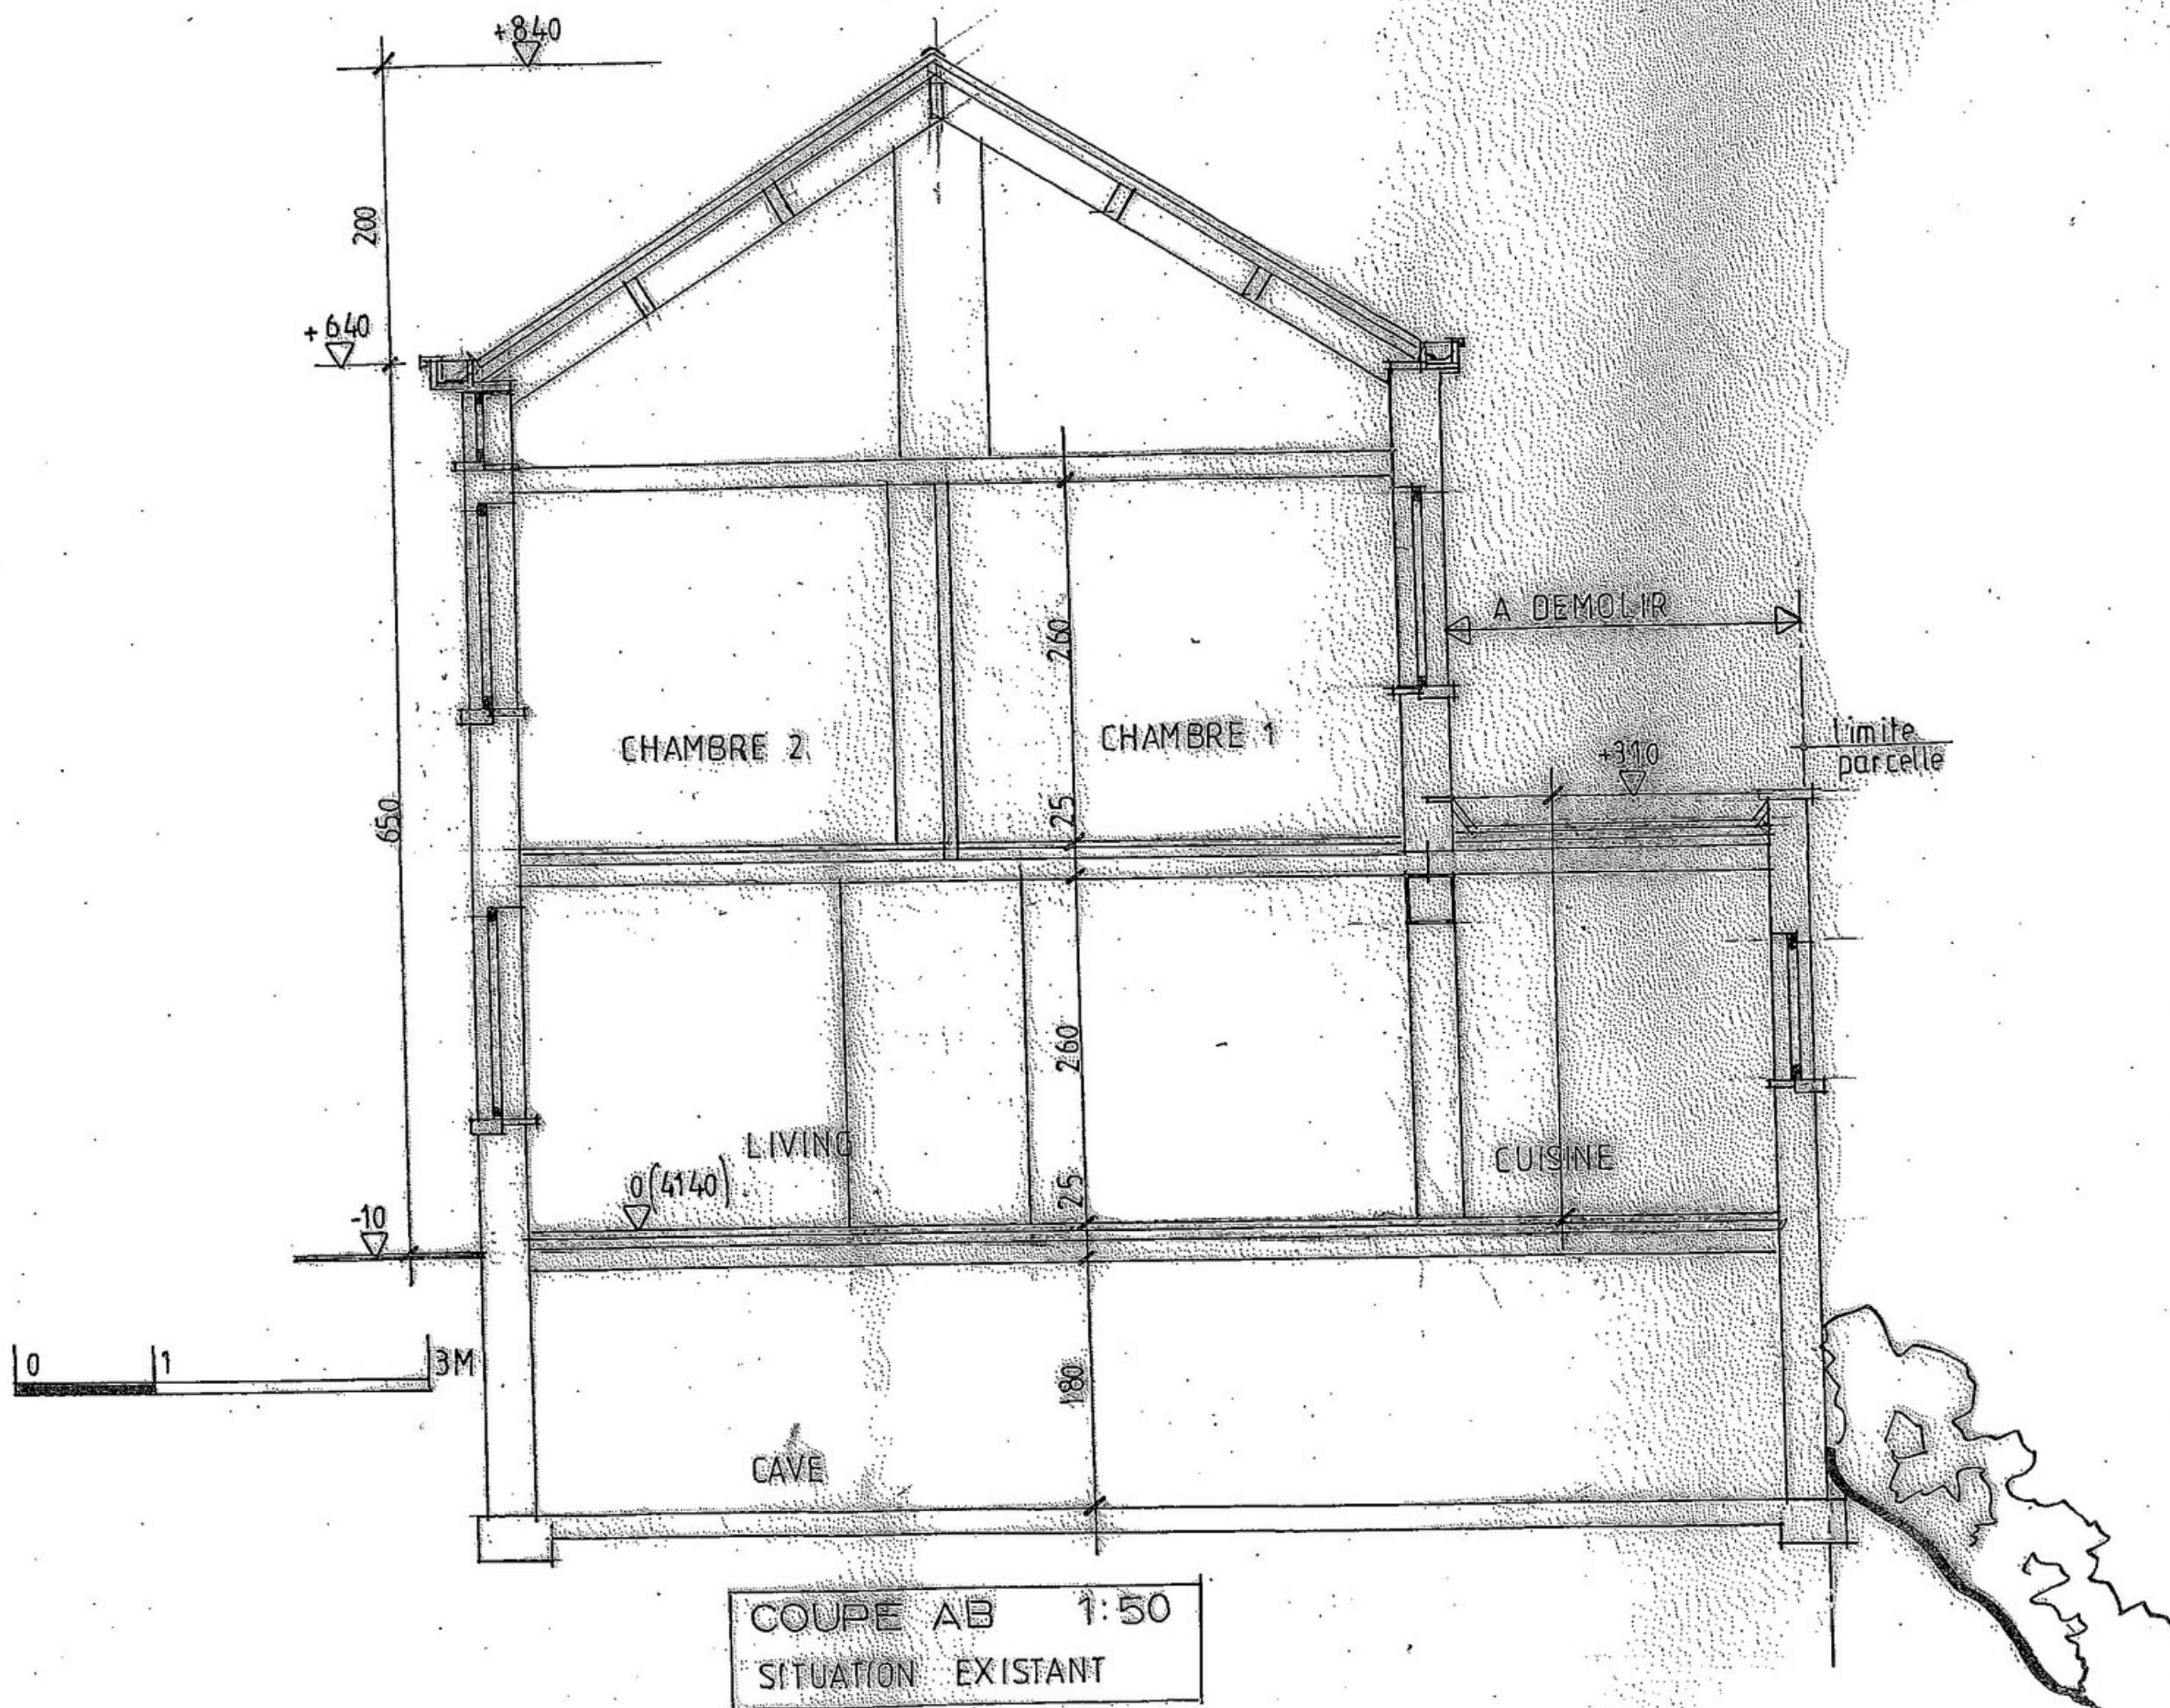 +840
200
+640
A DEMOLIR
260
CHAMBRE 2
CHAMBRE 1
limite
parcelle
+310
25
650
260
LIVING
CUISINE
0(4140)
25
-10
0 1 3M
180
CAVE
COUPE AB 1:50
SITUATION EXISTANT